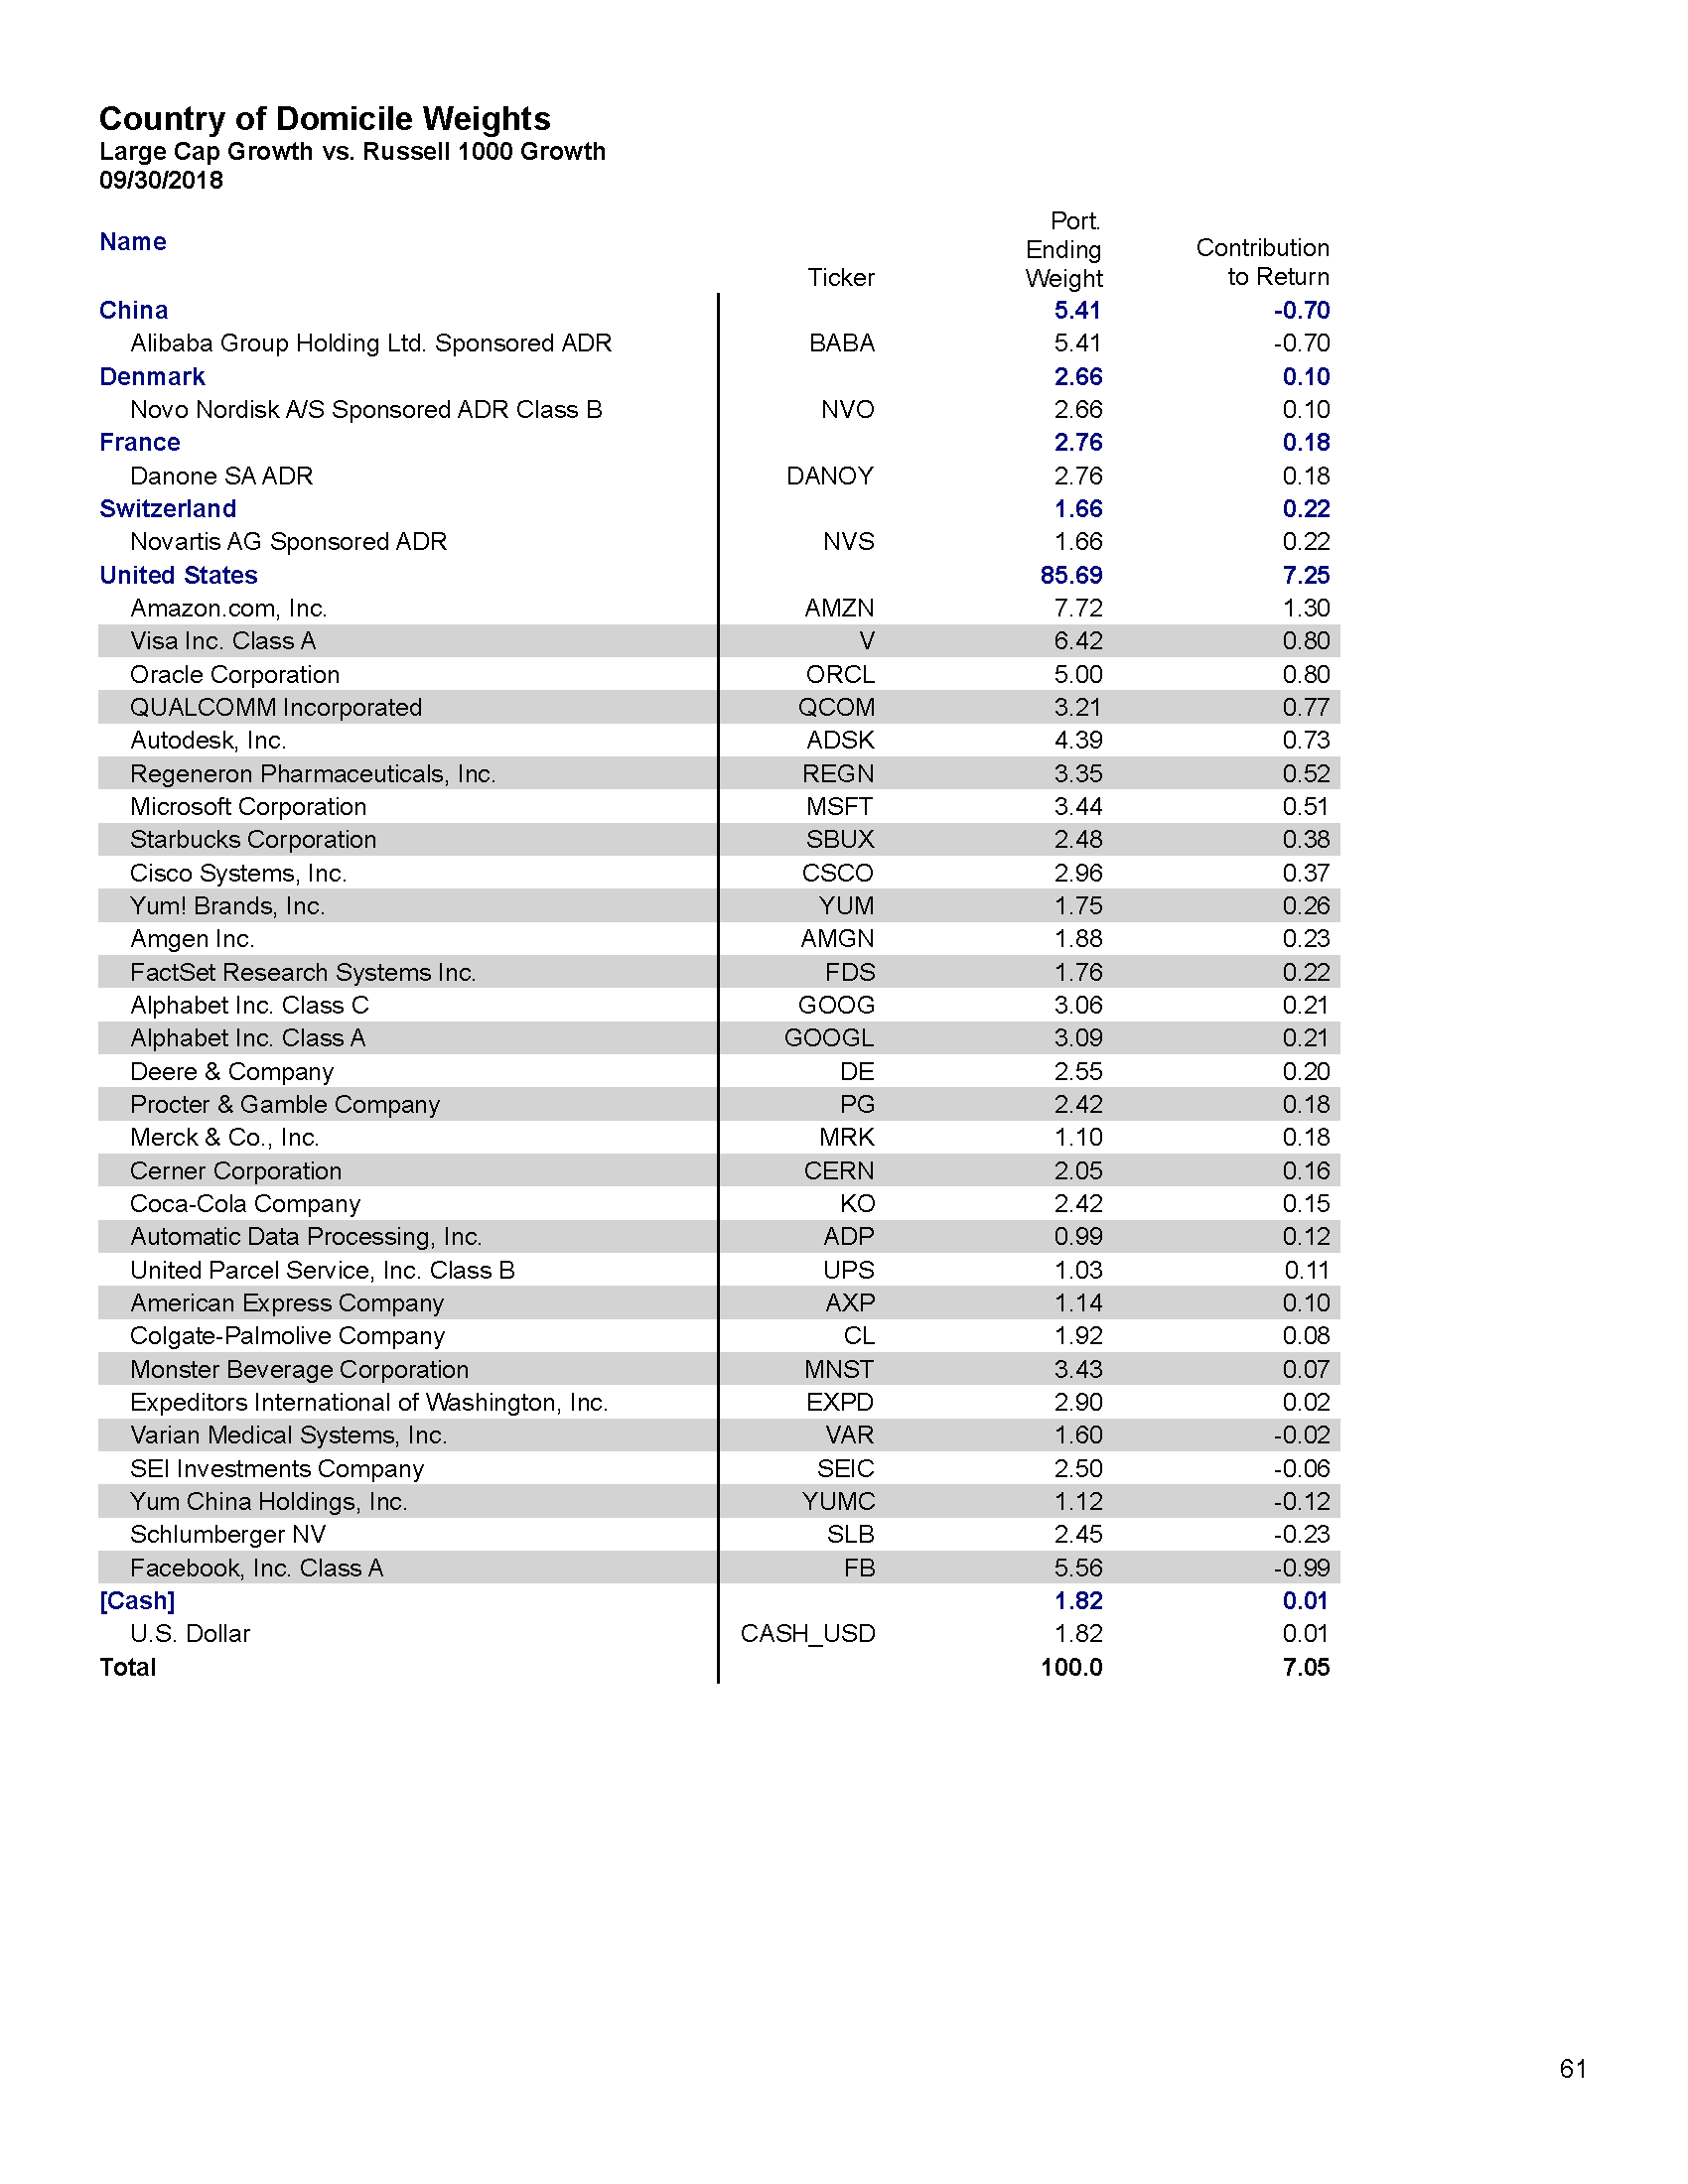 Country of Domicile Weights
Large Cap Growth vs. Russell 1000 Growth
09/30/2018
Name Ticker Port. Ending Weight Contribution to Return
China 5.41 -0.70
Alibaba Group Holding Ltd. Sponsored ADR BABA 5.41 -0.70
Denmark 2.66 0.10
Novo Nordisk A/S Sponsored ADR Class B NVO 2.66 0.10
France 2.76 0.18
Danone SA ADR DANOY 2.76 0.18
Switzerland 1.66 0.22
Novartis AG Sponsored ADR NVS 1.66 0.22
United States 85.69 7.25
Amazon.com, Inc. AMZN 7.72 1.30
Visa Inc. Class A V 6.42 0.80
Oracle Corporation ORCL 5.00 0.80
QUALCOMM Incorporated QCOM 3.21 0.77
Autodesk, Inc. ADSK 4.39 0.73
Regeneron Pharmaceuticals, Inc. REGN 3.35 0.52
Microsoft Corporation MSFT 3.44 0.51
Starbucks Corporation SBUX 2.48 0.38
Cisco Systems, Inc. CSCO 2.96 0.37
Yum! Brands, Inc. YUM 1.75 0.26
Amgen Inc. AMGN 1.88 0.23
FactSet Research Systems Inc. FDS 1.76 0.22
Alphabet Inc. Class C GOOG 3.06 0.21
Alphabet Inc. Class A GOOGL 3.09 0.21
Deere & Company DE 2.55 0.20
Procter & Gamble Company PG 2.42 0.18
Merck & Co., Inc. MRK 1.10 0.18
Cerner Corporation CERN 2.05 0.16
Coca-Cola Company KO 2.42 0.15
Automatic Data Processing, Inc. ADP 0.99 0.12
United Parcel Service, Inc. Class B UPS 1.03 0.11
American Express Company AXP 1.14 0.10
Colgate-Palmolive Company CL 1.92 0.08
Monster Beverage Corporation MNST 3.43 0.07
Expeditors International of Washington, Inc. EXPD 2.90 0.02
Varian Medical Systems, Inc. VAR 1.60 -0.02
SEI Investments Company SEIC 2.50 -0.06
Yum China Holdings, Inc. YUMC 1.12 -0.12
Schlumberger NV SLB 2.45 -0.23
Facebook, Inc. Class A FB 5.56 -0.99
[Cash] 1.82 0.01
U.S. Dollar CASH_USD 1.82 0.01
Total 100.0 7.05
61